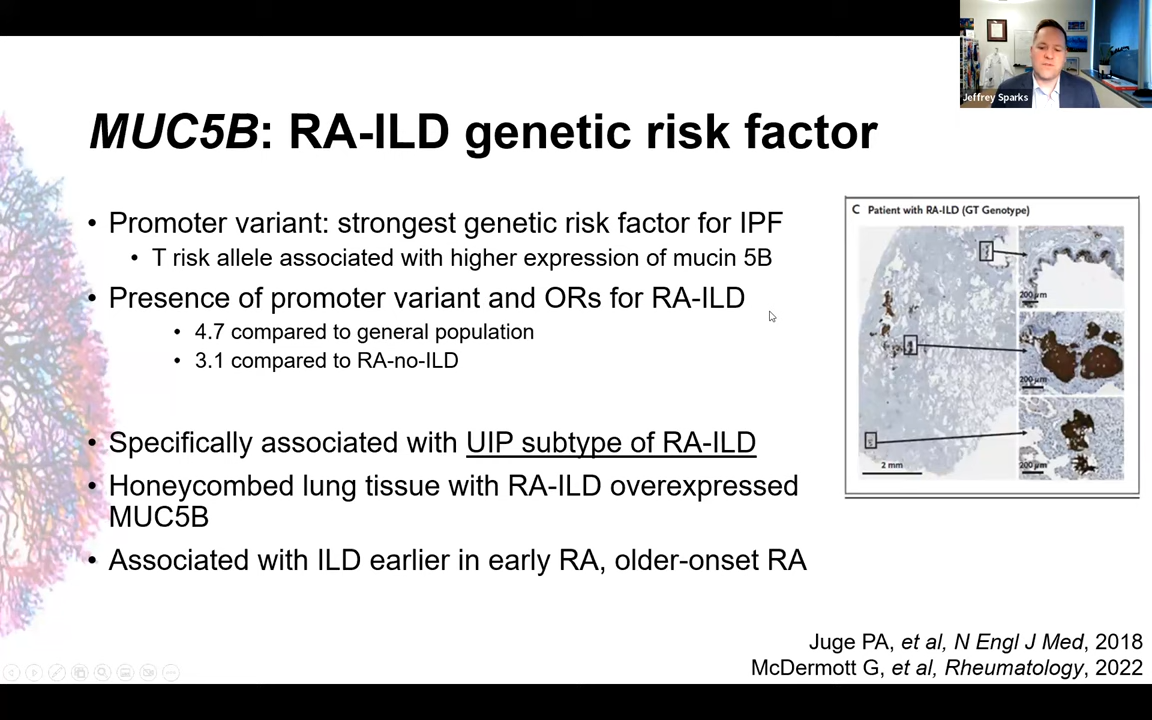 Jeffrey Sparks
MUC5B: RA-ILD genetic risk factor
• Promoter variant: strongest genetic risk factor for IPF
• T risk allele associated with higher expression of mucin 5B
• Presence of promoter variant and ORs for RA-ILD
• 4.7 compared to general population
• 3.1 compared to RA-no-ILD
• Specifically associated with UIP subtype of RA-ILD
• Honeycombed lung tissue with RA-ILD overexpressed
MUC5B
• Associated with ILD earlier in early RA, older-onset RA
C Patient with RA-ILD (GT Genotype)
200 μm
200 μm
200 μm
2 mm
Juge PA, et al, N Engl J Med, 2018
McDermott G, et al, Rheumatology, 2022